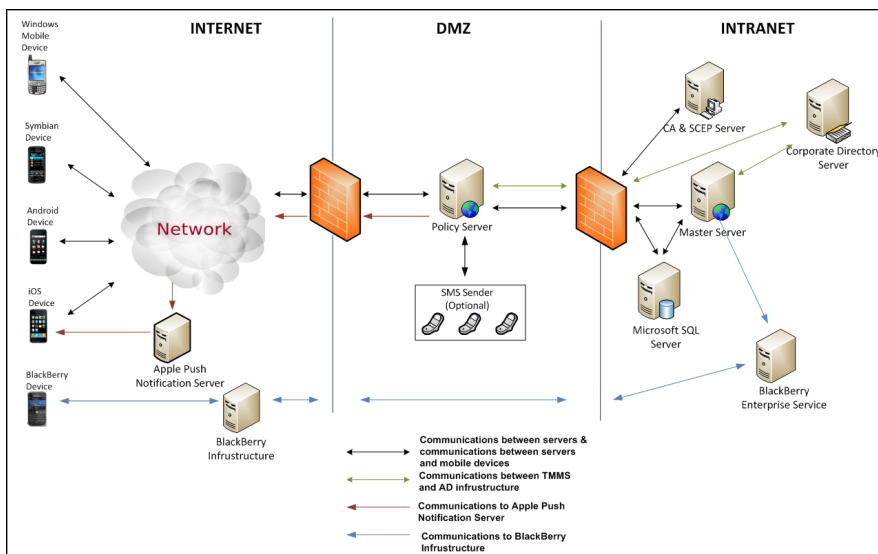 INTERNET
DMZ
INTRANET
Windows
Mobile
Device
Symbian
Device
Android
Device
iOS
Device
BlackBerry
Device
Network
Apple Push
Notification Server
BlackBerry
Infrustructure
Policy Server
SMS Sender
(Optional)
CA & SCEP Server
Corporate Directory
Server
Master Server
Microsoft SQL
Server
BlackBerry
Enterprise Service
Communications between servers &
communications between servers
and mobile devices
Communications between TMMS
and AD infrustructure
Communications to Apple Push
Notification Server
Communications to BlackBerry
Infrustructure